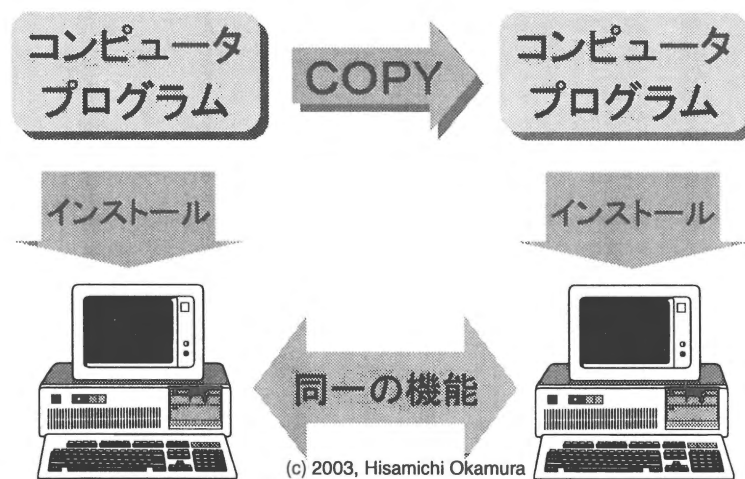 コンピュータ
プログラム
COPY
コンピュータ
プログラム
インストール
インストール
同一の機能
(c) 2003, Hisamichi Okamura